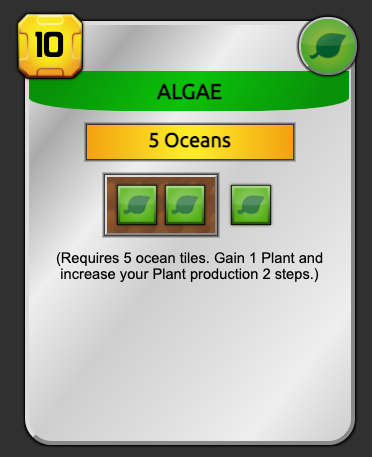 10
ALGAE
5 Oceans
(Requires 5 ocean tiles. Gain 1 Plant and
increase your Plant production 2 steps.)